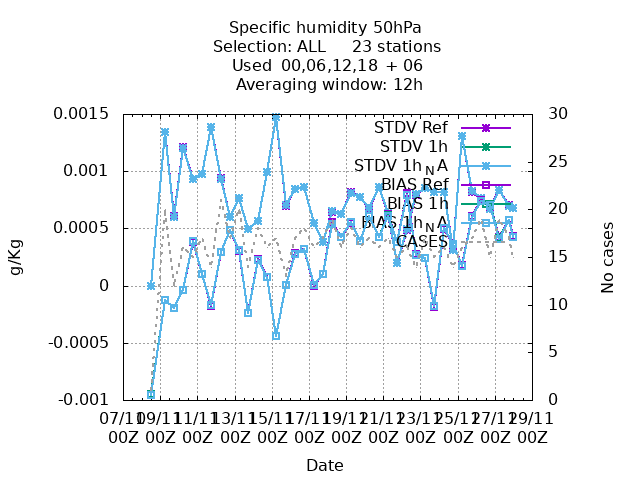 Specific humidity 50hPa
Selection: ALL 23 stations
Used 00,06,12,18 + 06
Averaging window: 12h
0.0015
0.001
0.0005
0
-0.0005
-0.001
30
25
20
15
10
5
0
STDV Ref
STDV 1h
STDV 1h_NA
BIAS Ref
BIAS 1h
BIAS 1h_NA
CASES
g/Kg
No cases
07/11 09/11 11/11 13/11 15/11 17/11 19/11 21/11 23/11 25/11 27/11 29/11
00Z 00Z 00Z 00Z 00Z 00Z 00Z 00Z 00Z 00Z 00Z 00Z
Date